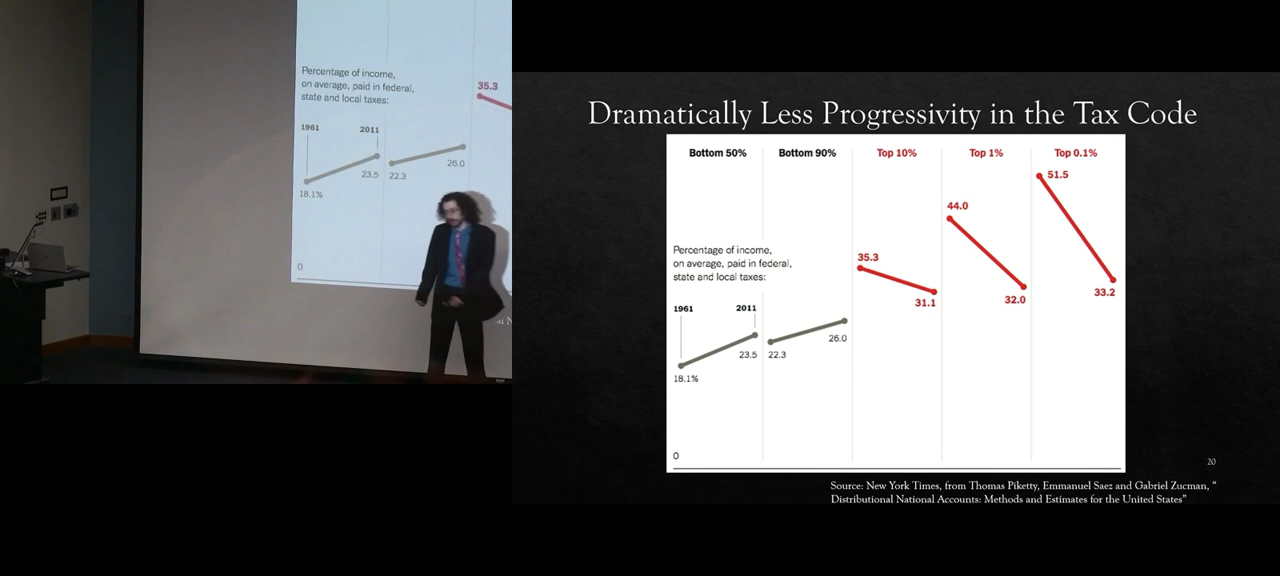 Percentage of income,
on average, paid in federal,
state and local taxes:
35.3
1961
2011
23.5
22.3
26.0
18.1%
0
Dramatically Less Progressivity in the Tax Code
Bottom 50%
Bottom 90%
Top 10%
Top 1%
Top 0.1%
51.5
44.0
Percentage of income,
on average, paid in federal,
state and local taxes:
35.3
31.1
32.0
33.2
1961
2011
23.5
22.3
26.0
18.1%
0
20
Source: New York Times, from Thomas Piketty, Emmanuel Saez and Gabriel Zucman, “
Distributional National Accounts: Methods and Estimates for the United States”